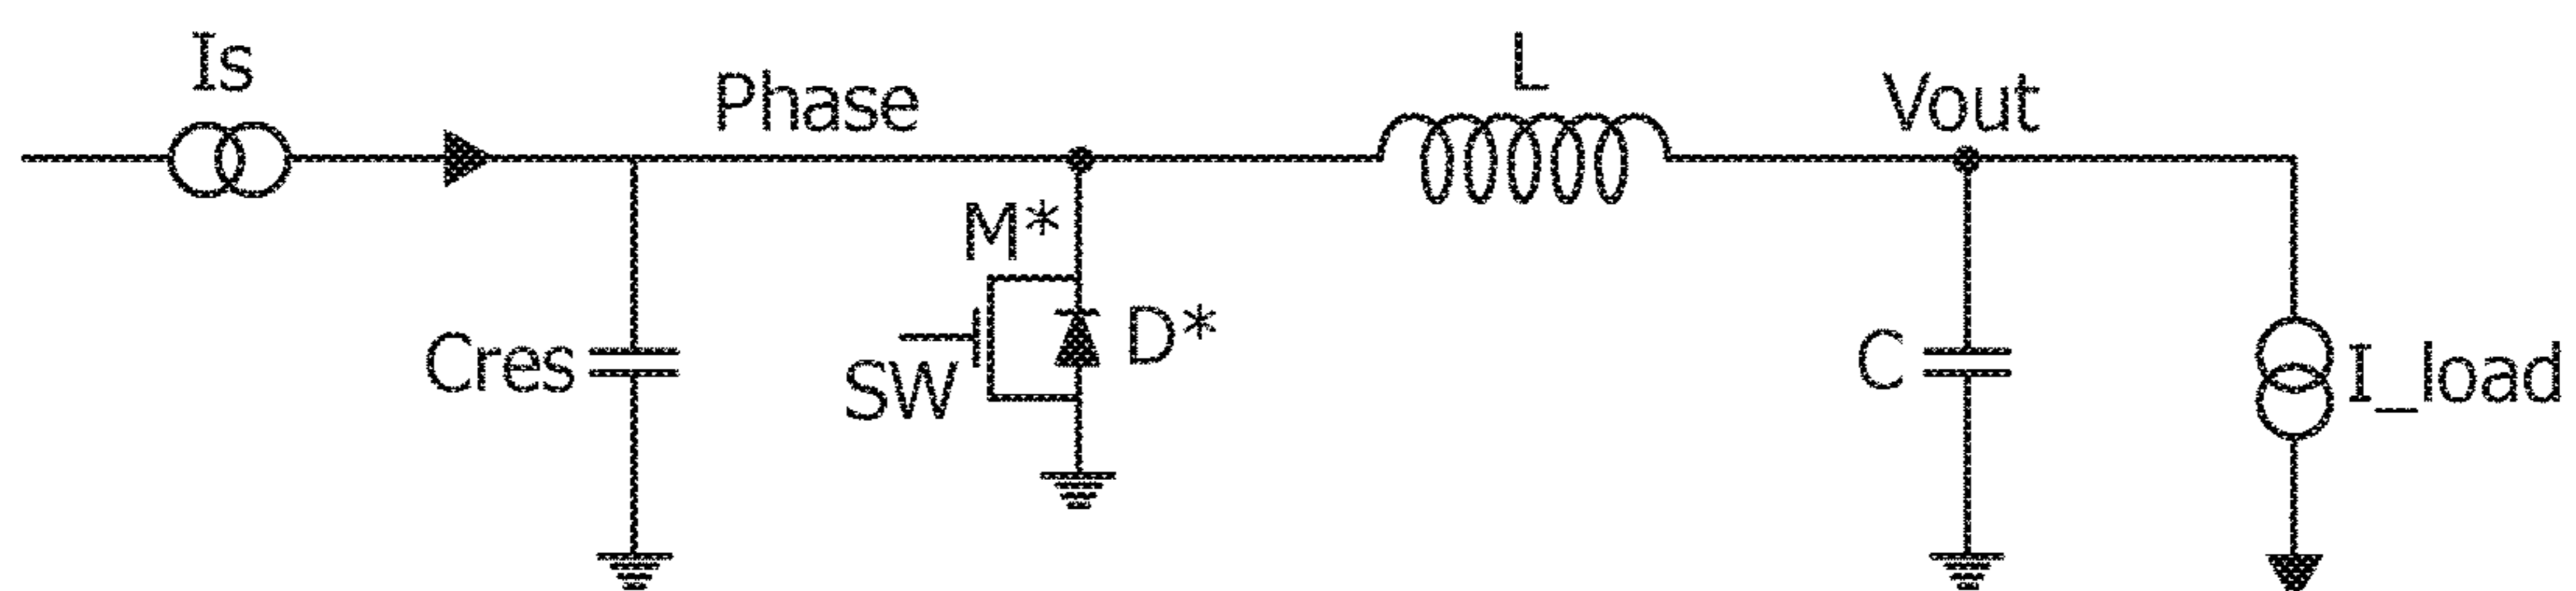 Is
Phase
L
Vout
M*
D*
Cres
SW
C
I_load